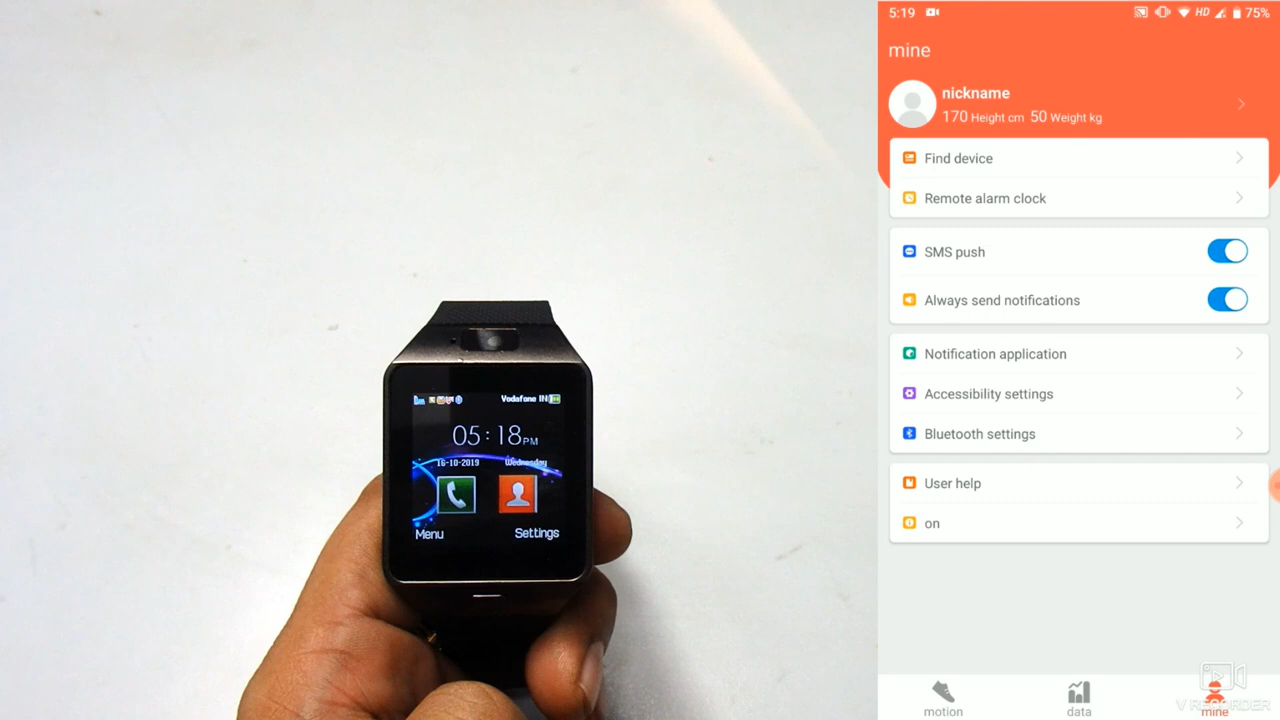 Vodafone IN
05:18PM
16-10-2019 Wednesday
Menu Settings
5:19 HD 75%
mine
nickname
170 Height cm 50 Weight kg
Find device
Remote alarm clock
SMS push
Always send notifications
Notification application
Accessibility settings
Bluetooth settings
User help
on
motion data mine
V RECORDER